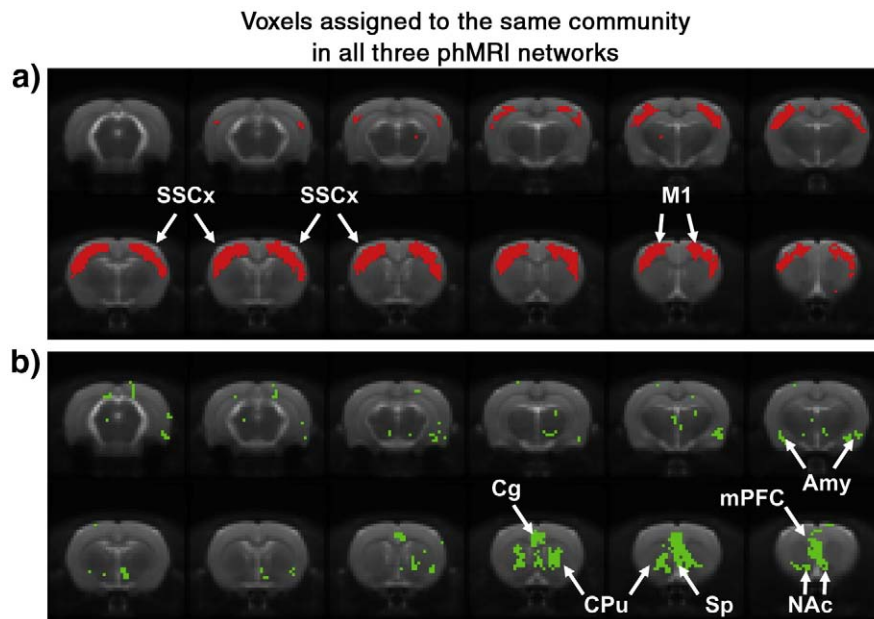 Voxels assigned to the same community
in all three phMRI networks
a)
SSCx SSCx M1
b)
Amy
Cg mPFC
CPu Sp NAc